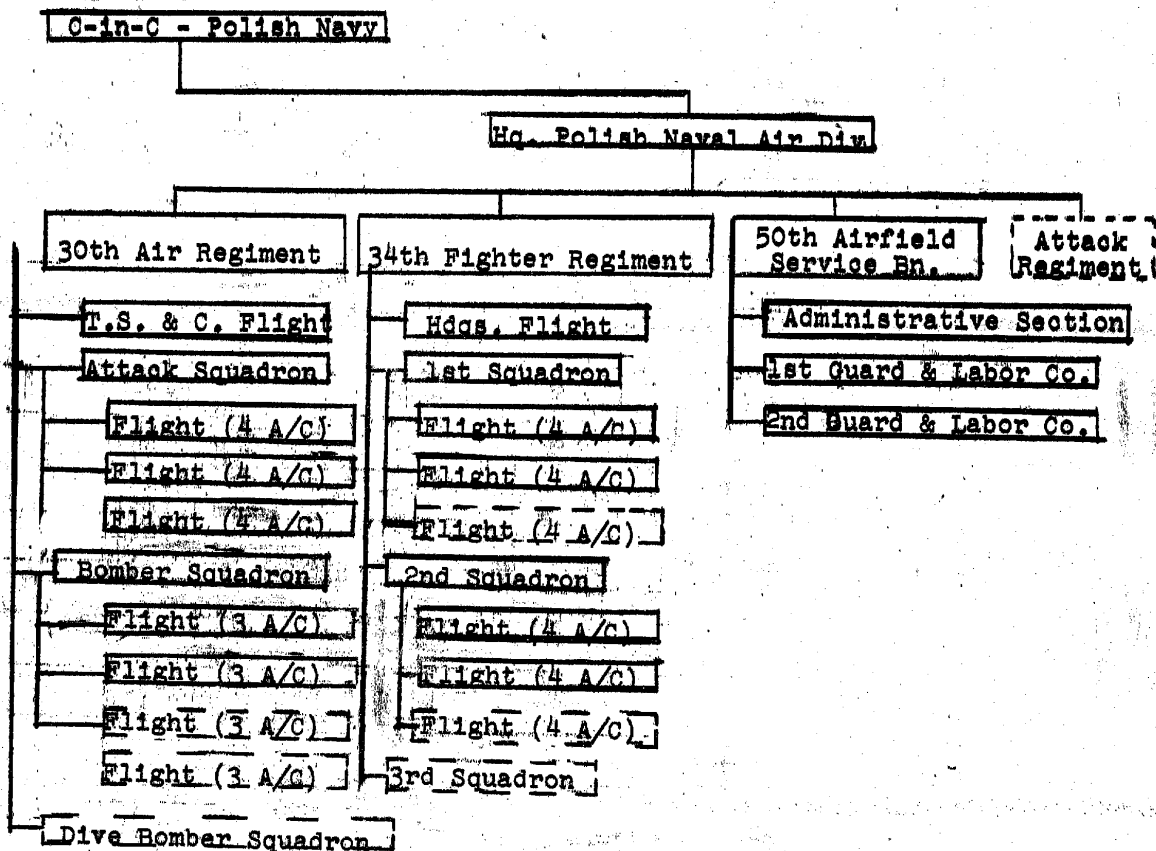 C-in-C - Polish Navy
Hq. Polish Naval Air Div.
30th Air Regiment
T.S. & C. Flight
Attack Squadron
Flight (4 A/C)
Flight (4 A/C)
Flight (4 A/C)
Bomber Squadron
Flight (3 A/C)
Flight (3 A/C)
Flight (3 A/C)
Flight (3 A/C)
Dive Bomber Squadron
34th Fighter Regiment
Hdqs. Flight
1st Squadron
Flight (4 A/C)
Flight (4 A/C)
Flight (4 A/C)
2nd Squadron
Flight (4 A/C)
Flight (4 A/C)
Flight (4 A/C)
3rd Squadron
50th Airfield
Service Bn.
Administrative Section
1st Guard & Labor Co.
2nd Guard & Labor Co.
Attack
Regiment